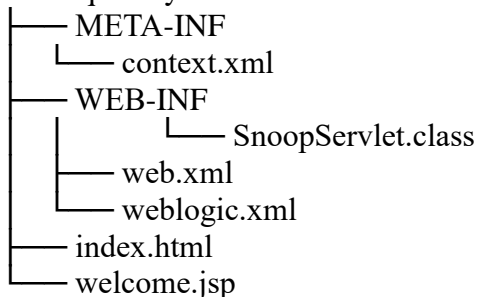 META-INF
context.xml
WEB-INF
SnoopServlet.class
web.xml
weblogic.xml
index.html
welcome.jsp